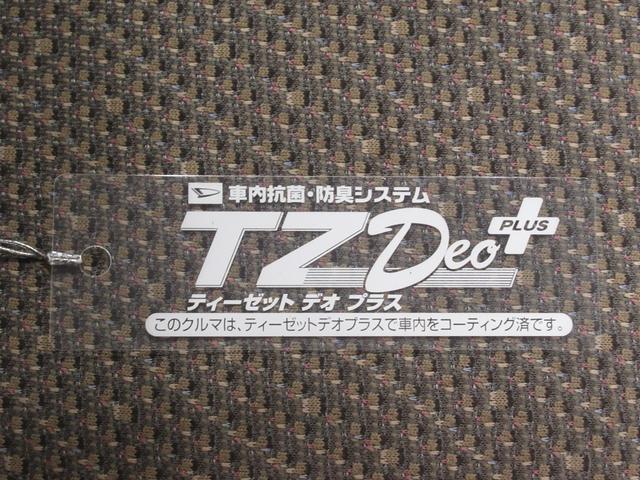 車内抗菌・防臭システム
TZ Deo PLUS
ティーゼット デオ プラス
このクルマは、ティーゼットデオプラスで車内をコーティング済です。